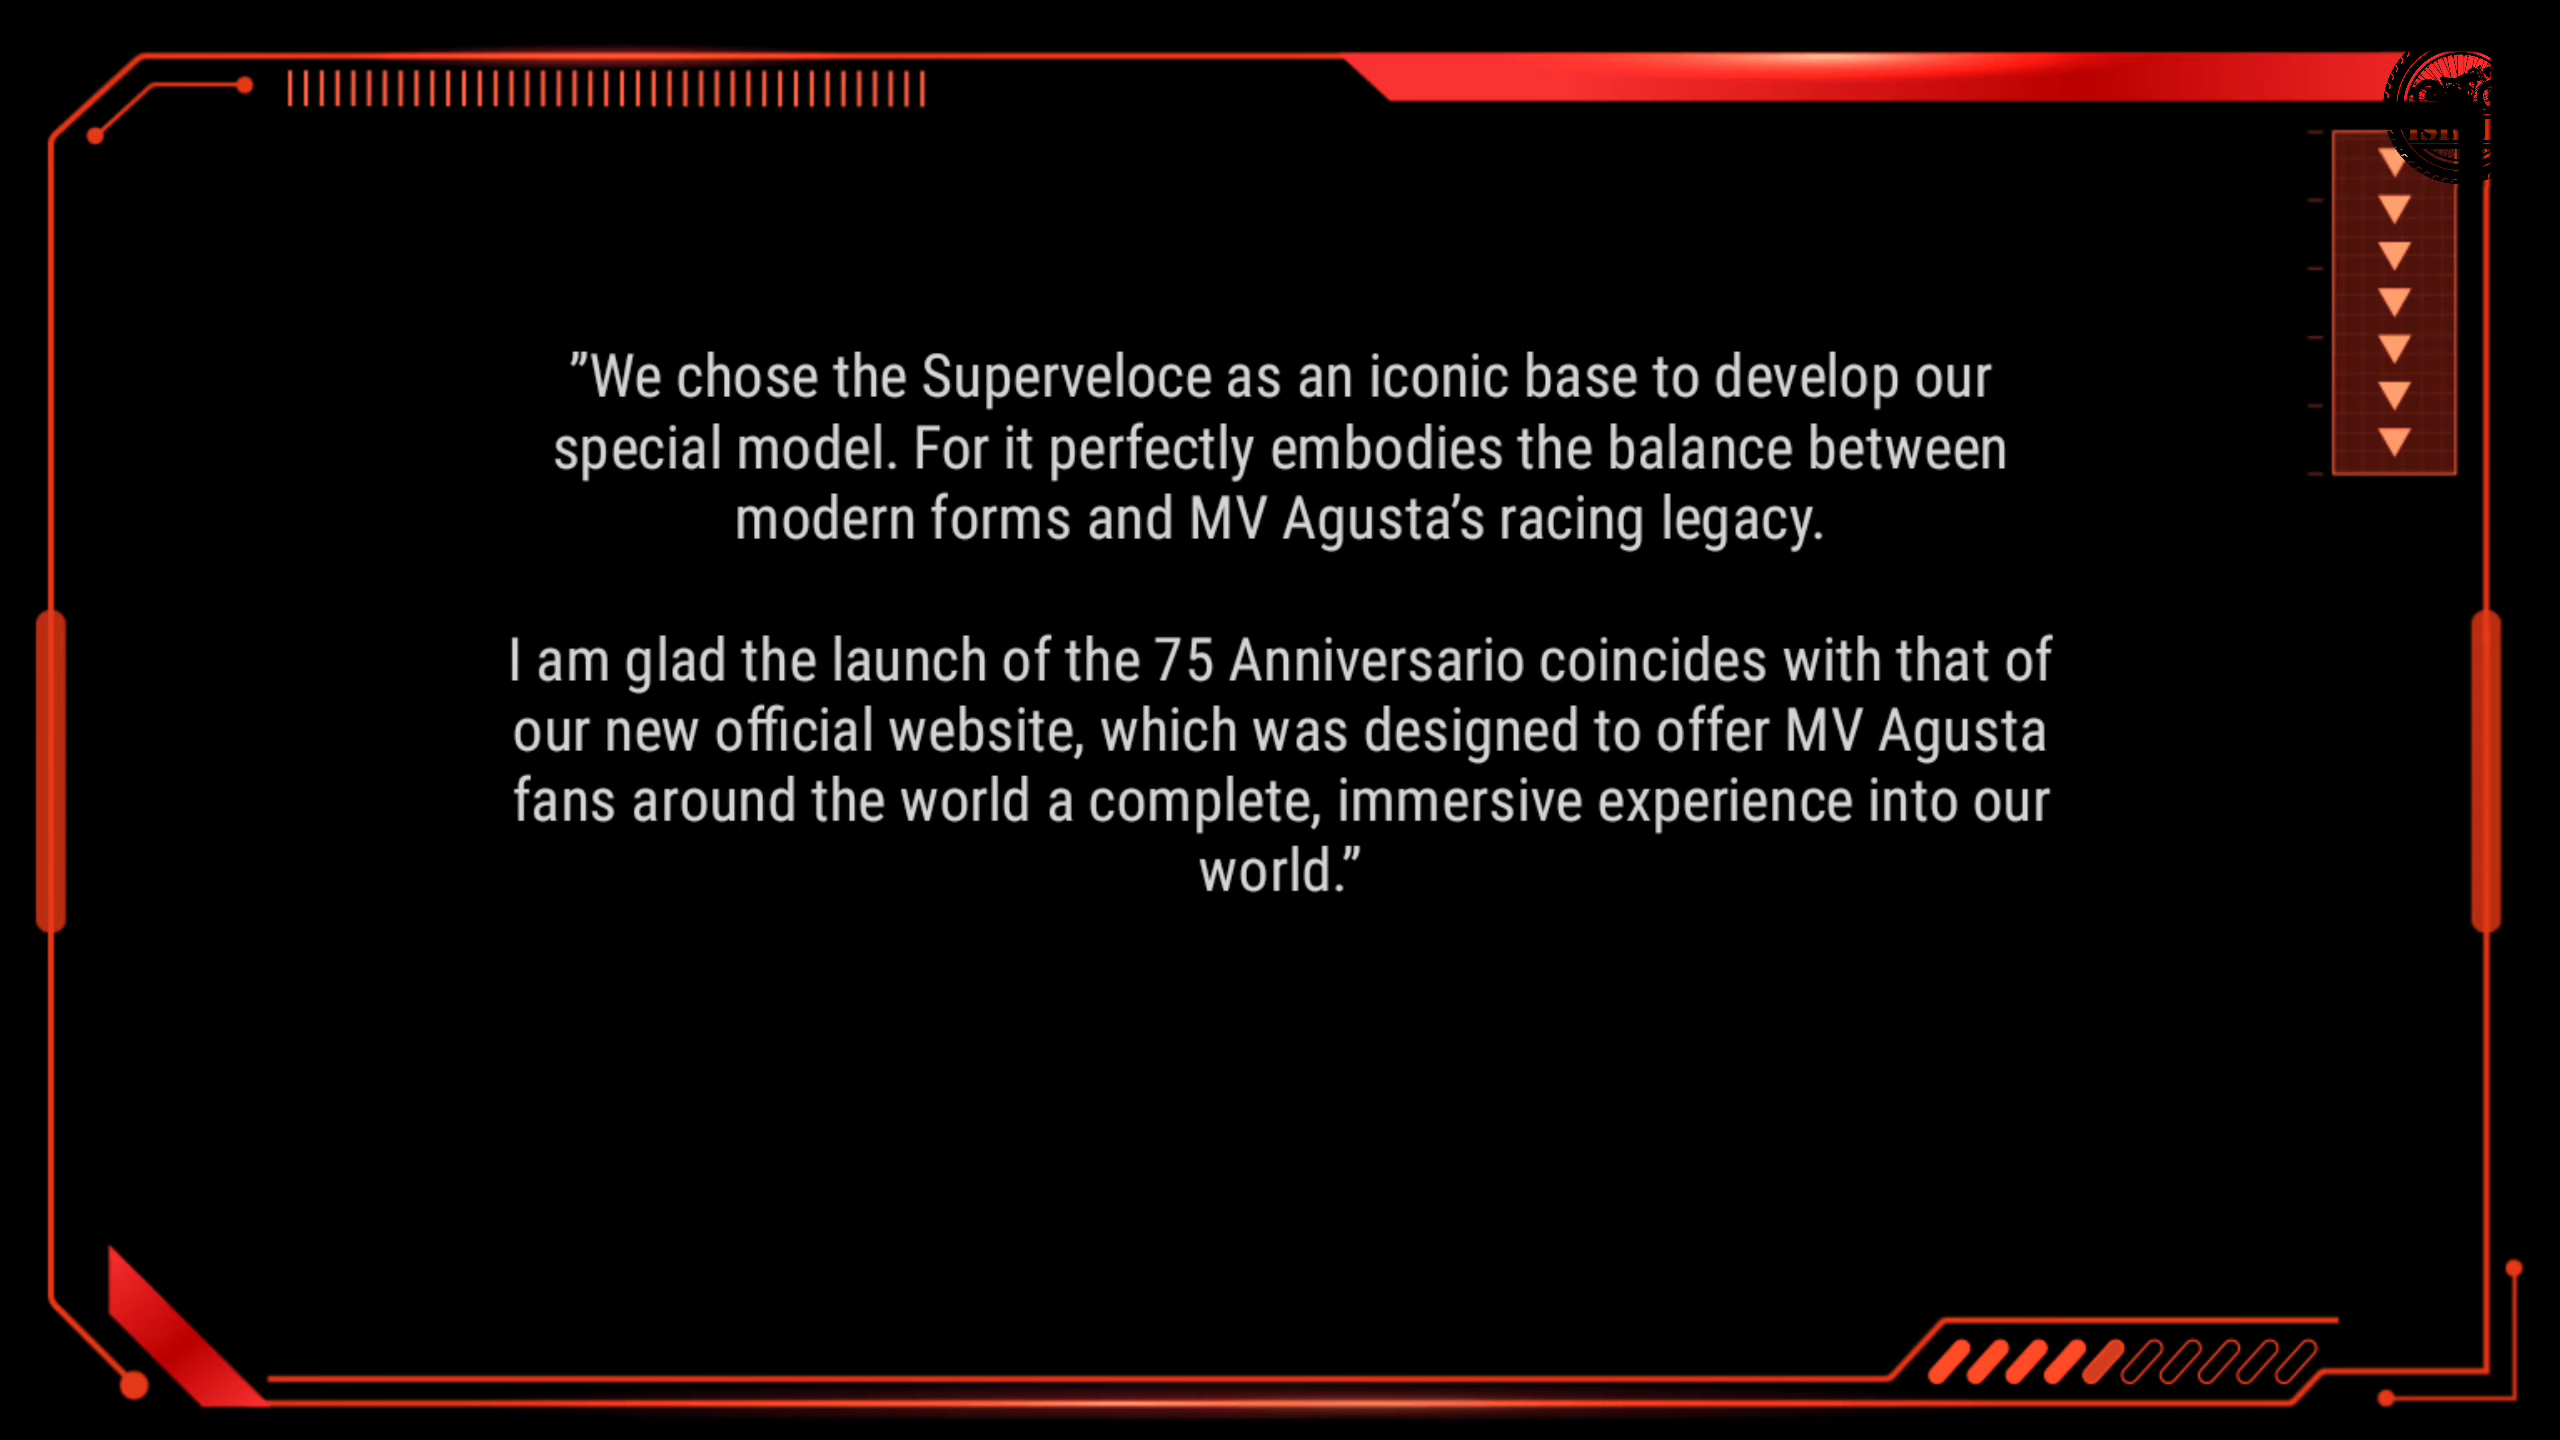 ”We chose the Superveloce as an iconic base to develop our
special model. For it perfectly embodies the balance between
modern forms and MV Agusta’s racing legacy.
I am glad the launch of the 75 Anniversario coincides with that of
our new official website, which was designed to offer MV Agusta
fans around the world a complete, immersive experience into our
world.”